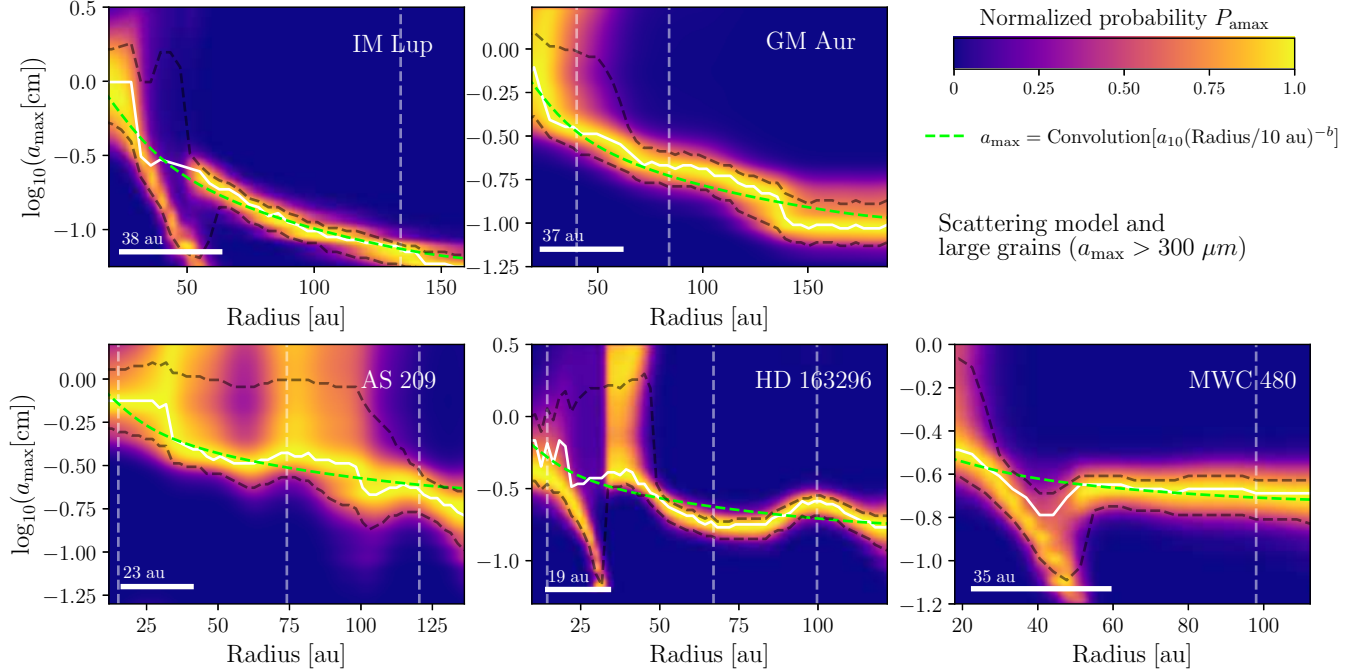 IM Lup
0.5
0.0
−0.5
−1.0
log₁₀(a_max[cm])
38 au
50
100
150
Radius [au]
GM Aur
0.00
−0.25
−0.50
−0.75
−1.00
−1.25
37 au
50
100
150
Radius [au]
Normalized probability P_amax
0
0.25
0.50
0.75
1.0
a_max = Convolution[a₁₀(Radius/10 au)^−b]
Scattering model and
large grains (a_max > 300 μm)
AS 209
0.00
−0.25
−0.50
−0.75
−1.00
−1.25
log₁₀(a_max[cm])
23 au
25
50
75
100
125
Radius [au]
HD 163296
0.5
0.0
−0.5
−1.0
19 au
50
100
Radius [au]
MWC 480
0.0
−0.2
−0.4
−0.6
−0.8
−1.0
−1.2
35 au
20
40
60
80
100
Radius [au]